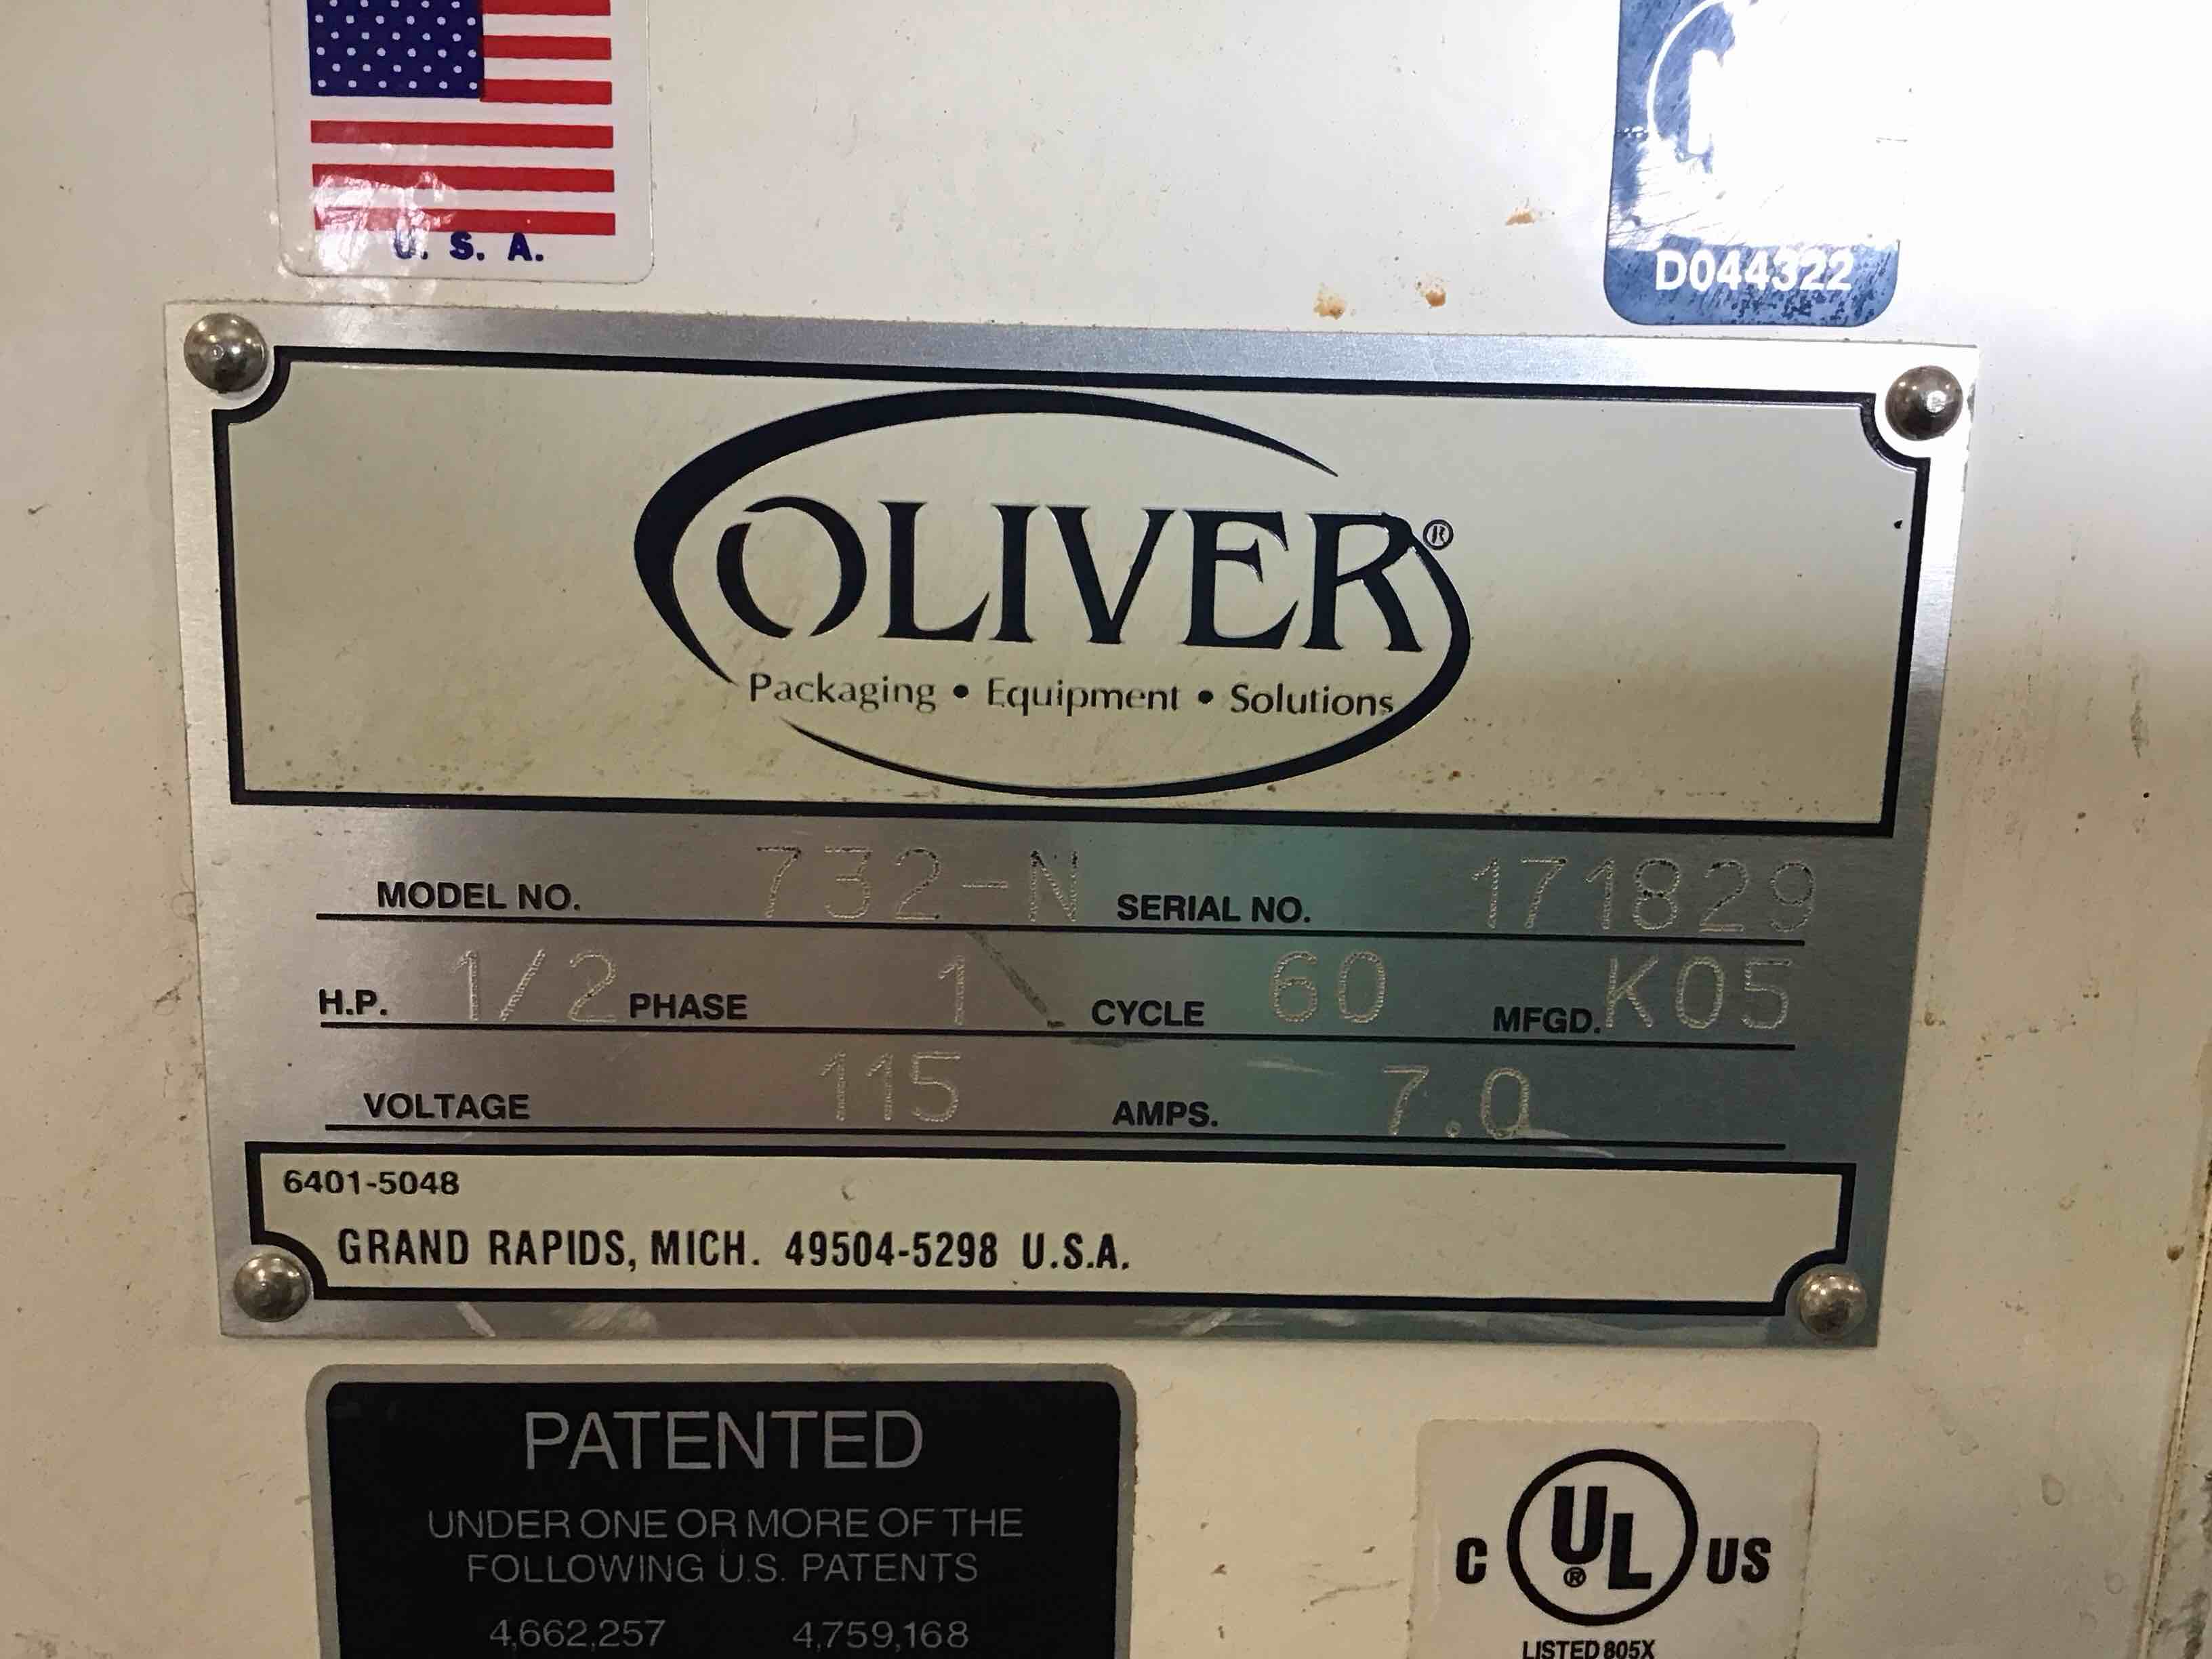 U. S. A.
D044322
OLIVER®
Packaging • Equipment • Solutions
MODEL NO. 732-N SERIAL NO. 171829
H.P. 1/2 PHASE 1 CYCLE 60 MFGD. K05
VOLTAGE 115 AMPS. 7.0
6401-5048
GRAND RAPIDS, MICH. 49504-5298 U.S.A.
PATENTED
UNDER ONE OR MORE OF THE
FOLLOWING U.S. PATENTS
4,662,257 4,759,168
C UL® US
LISTED 805X